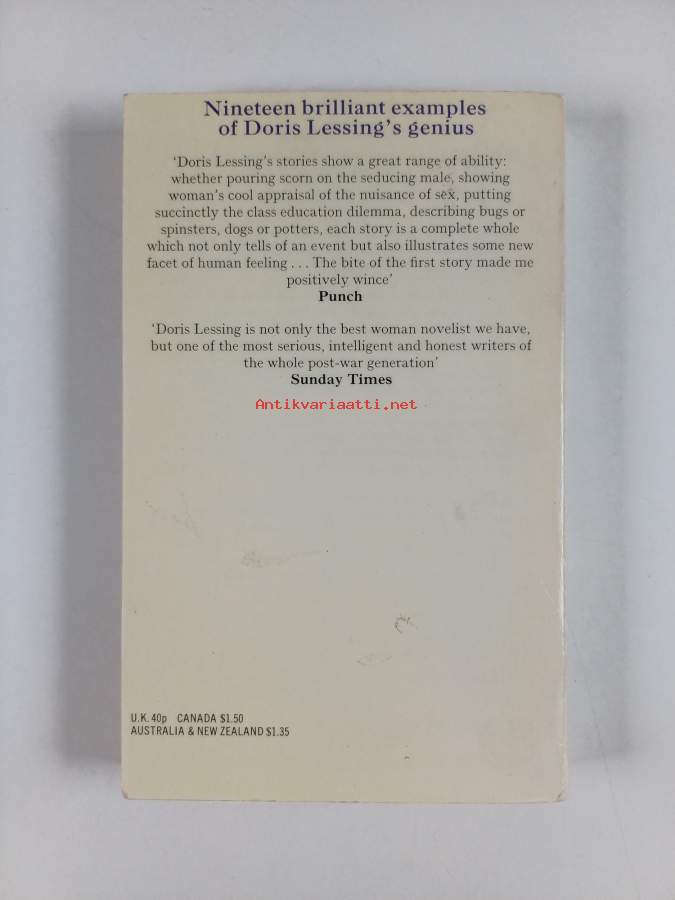 Nineteen brilliant examples
of Doris Lessing's genius
‘Doris Lessing's stories show a great range of ability:
whether pouring scorn on the seducing male, showing
woman's cool appraisal of the nuisance of sex, putting
succinctly the class education dilemma, describing bugs or
spinsters, dogs or potters, each story is a complete whole
which not only tells of an event but also illustrates some new
facet of human feeling . . . The bite of the first story made me
positively wince’
Punch
‘Doris Lessing is not only the best woman novelist we have,
but one of the most serious, intelligent and honest writers of
the whole post-war generation’
Sunday Times
Antikvariaatti.net
U.K. 40p CANADA $1.50
AUSTRALIA & NEW ZEALAND $1.35